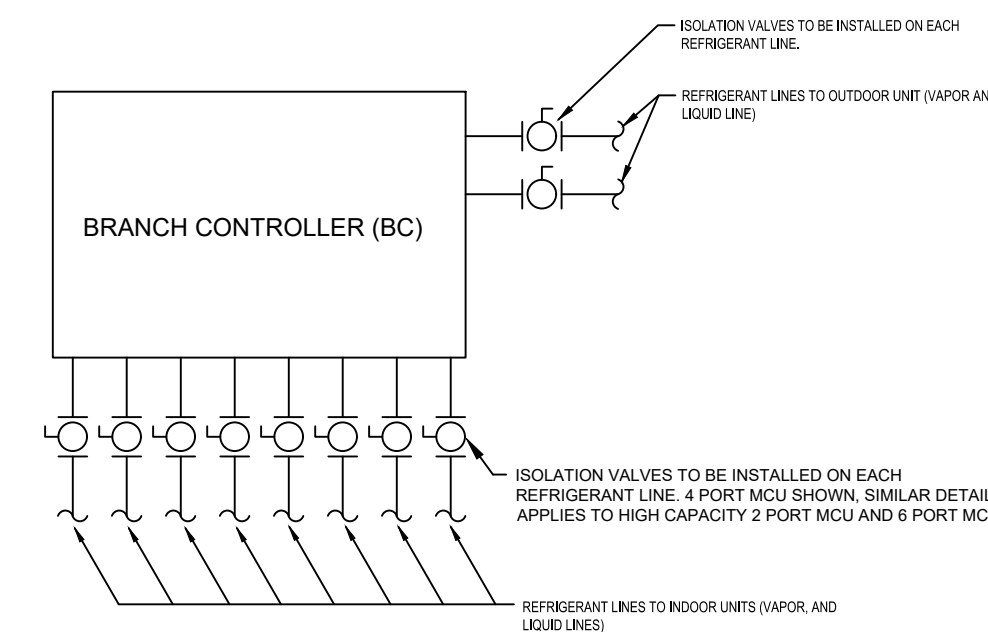 ISOLATION VALVES TO BE INSTALLED ON EACH
REFRIGERANT LINE.
REFRIGERANT LINES TO OUTDOOR UNIT (VAPOR
LIQUID LINE)
BRANCH CONTROLLER (BC)
ISOLATION VALVES TO BE INSTALLED ON EACH
REFRIGERANT LINE. 4 PORT MCU SHOWN, SIMILAR DETAIL
APPLIES TO HIGH CAPACITY 2 PORT MCU AND 6 PORT
REFRIGERANT LINES TO INDOOR UNITS (VAPOR, AND
LIQUID LINES)